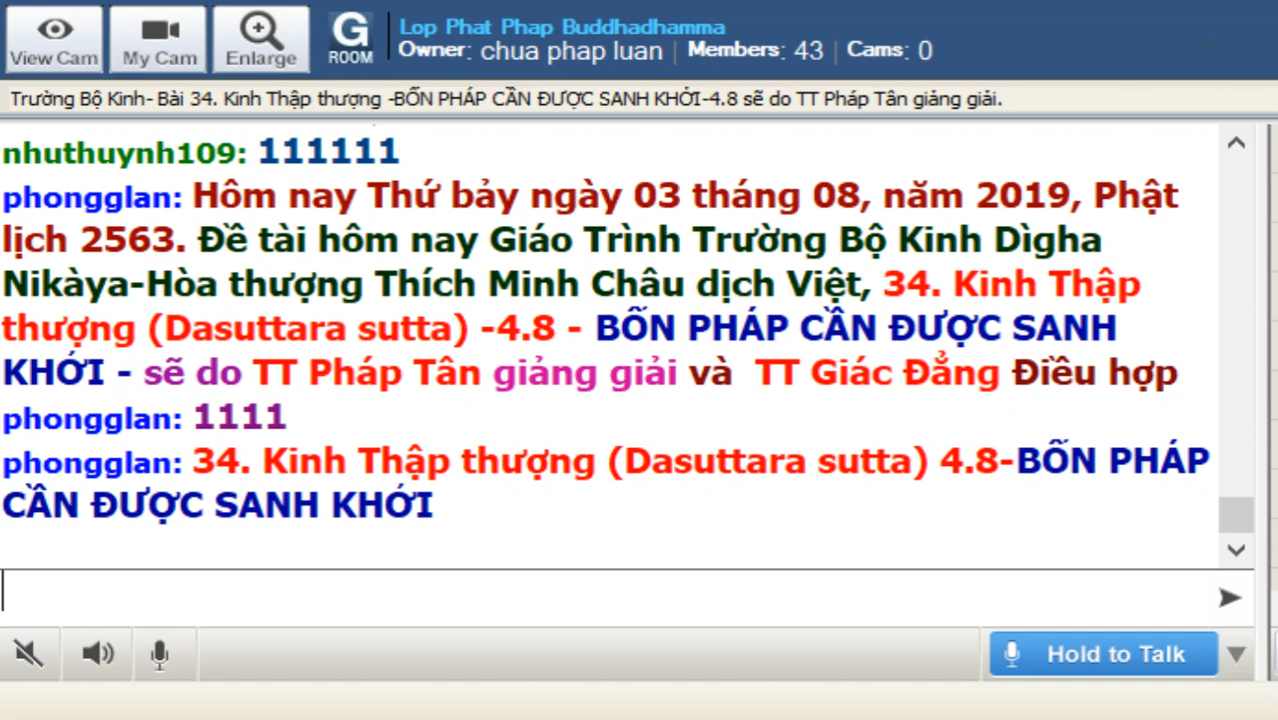 View Cam
My Cam
Enlarge
G
ROOM
Lop Phat Phap Buddhadhamma
Owner: chua phap luan | Members: 43 | Cams: 0
Trường Bộ Kinh- Bài 34. Kinh Thập thượng -BỐN PHÁP CẦN ĐƯỢC SANH KHỞI-4.8 sẽ do TT Pháp Tân giảng giải.
nhuthuynh109: 111111
phongglan: Hôm nay Thứ bảy ngày 03 tháng 08, năm 2019, Phật
lịch 2563. Đề tài hôm nay Giáo Trình Trường Bộ Kinh Dìgha
Nikàya-Hòa thượng Thích Minh Châu dịch Việt, 34. Kinh Thập
thượng (Dasuttara sutta) -4.8 - BỐN PHÁP CẦN ĐƯỢC SANH
KHỞI - sẽ do TT Pháp Tân giảng giải và TT Giác Đẳng Điều hợp
phongglan: 1111
phongglan: 34. Kinh Thập thượng (Dasuttara sutta) 4.8-BỐN PHÁP
CẦN ĐƯỢC SANH KHỞI
Hold to Talk